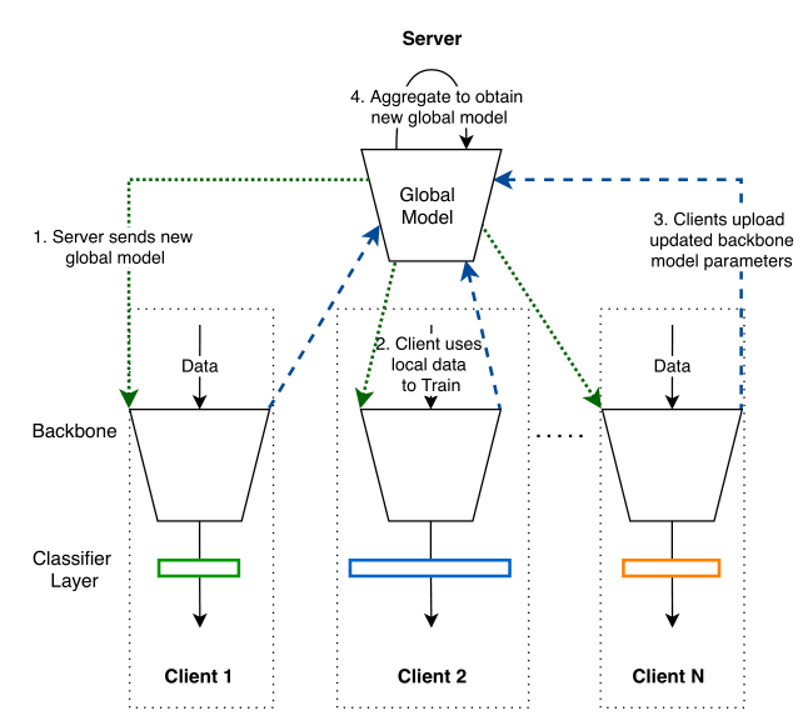 Server
4. Aggregate to obtain
new global model
Global
Model
1. Server sends new
global model
3. Clients upload
updated backbone
model parameters
2. Client uses
local data
to Train
Data
Data
Backbone
Classifier
Layer
Client 1
Client 2
Client N